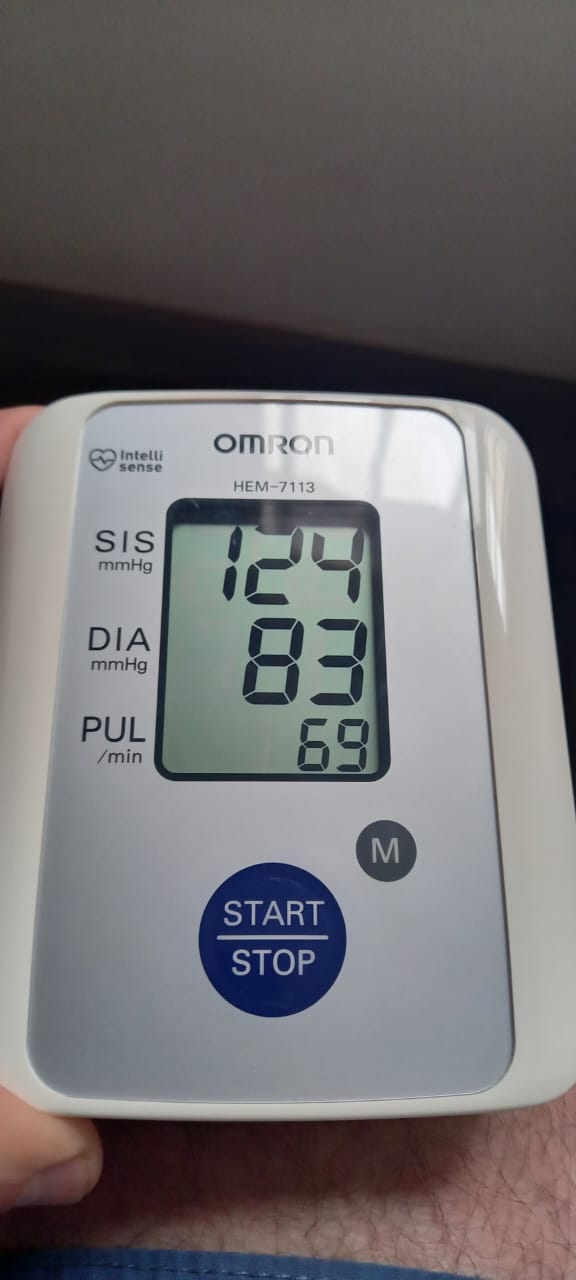 Intelli
sense
OMRON
HEM-7113
SIS 124
mmHg
DIA 83
mmHg
PUL 69
/min
M
START
STOP